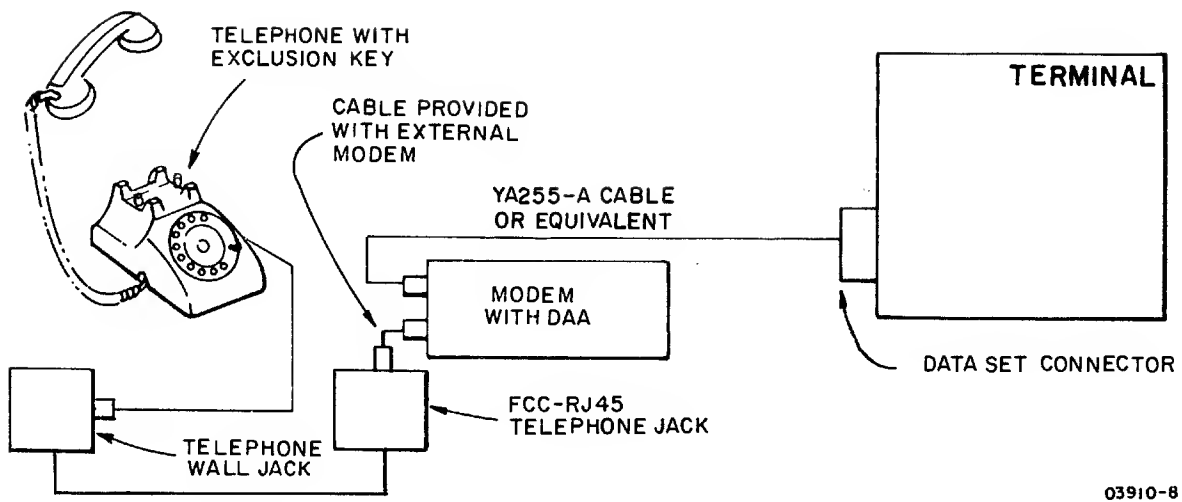 TELEPHONE WITH
EXCLUSION KEY
CABLE PROVIDED
WITH EXTERNAL
MODEM
TERMINAL
YA255-A CABLE
OR EQUIVALENT
MODEM
WITH DAA
DATA SET CONNECTOR
FCC-RJ45
TELEPHONE JACK
TELEPHONE
WALL JACK
03910-8